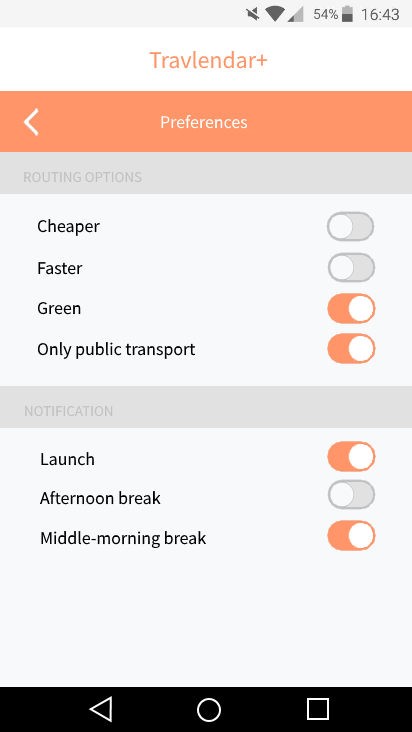 54% 16:43
Travlendar+
Preferences
ROUTING OPTIONS
Cheaper
Faster
Green
Only public transport
NOTIFICATION
Launch
Afternoon break
Middle-morning break